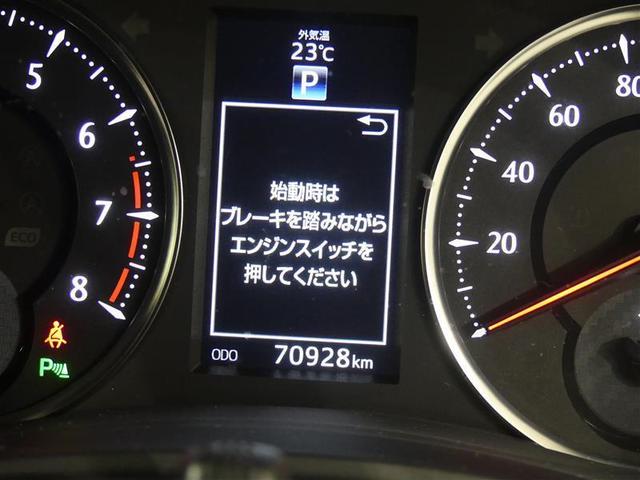 外気温
23℃
P
始動時は
ブレーキを踏みながら
エンジンスイッチを
押してください
ODO 70928km
5
6
7
8
ECO
P
20
40
60
80